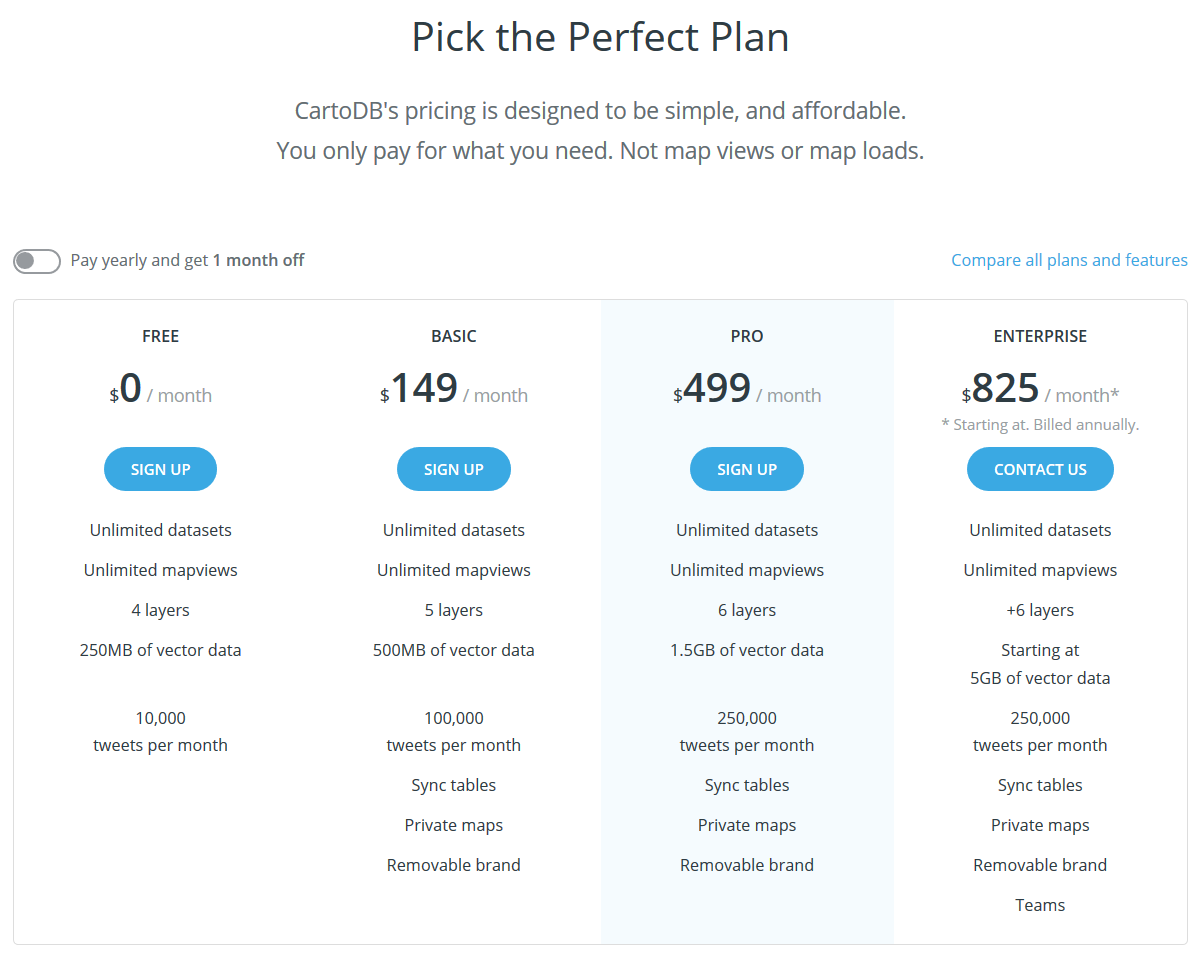 Pick the Perfect Plan
CartoDB's pricing is designed to be simple, and affordable.
You only pay for what you need. Not map views or map loads.
Pay yearly and get 1 month off
Compare all plans and features
FREE
$0 / month
SIGN UP
Unlimited datasets
Unlimited mapviews
4 layers
250MB of vector data
10,000
tweets per month
BASIC
$149 / month
SIGN UP
Unlimited datasets
Unlimited mapviews
5 layers
500MB of vector data
100,000
tweets per month
Sync tables
Private maps
Removable brand
PRO
$499 / month
SIGN UP
Unlimited datasets
Unlimited mapviews
6 layers
1.5GB of vector data
250,000
tweets per month
Sync tables
Private maps
Removable brand
ENTERPRISE
$825 / month*
* Starting at. Billed annually.
CONTACT US
Unlimited datasets
Unlimited mapviews
+6 layers
Starting at
5GB of vector data
250,000
tweets per month
Sync tables
Private maps
Removable brand
Teams